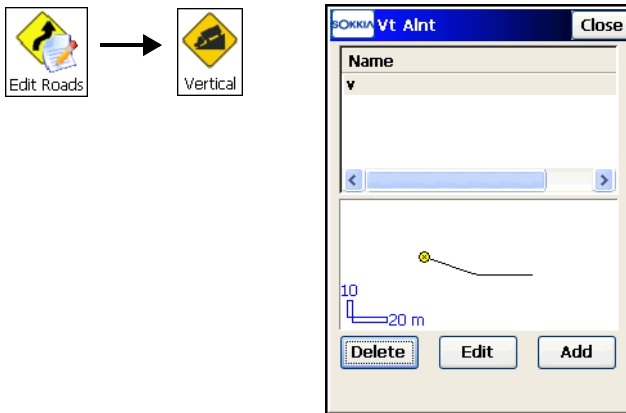 Edit Roads
Vertical
SOKKIA Vt Alnt Close
Name
v
10
20 m
Delete Edit Add